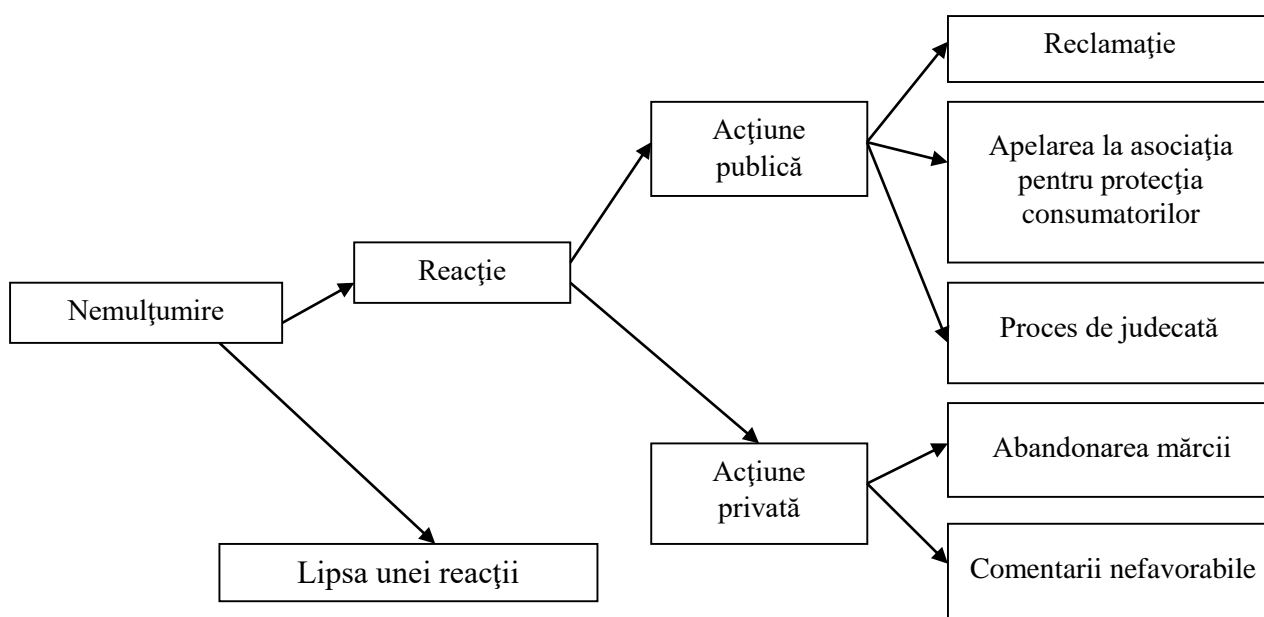 Reclamaţie
Acţiune
publică
Apelarea la asociaţia
pentru protecţia
consumatorilor
Reacţie
Nemulţumire
Proces de judecată
Abandonarea mărcii
Acţiune
privată
Lipsa unei reacţii
Comentarii nefavorabile